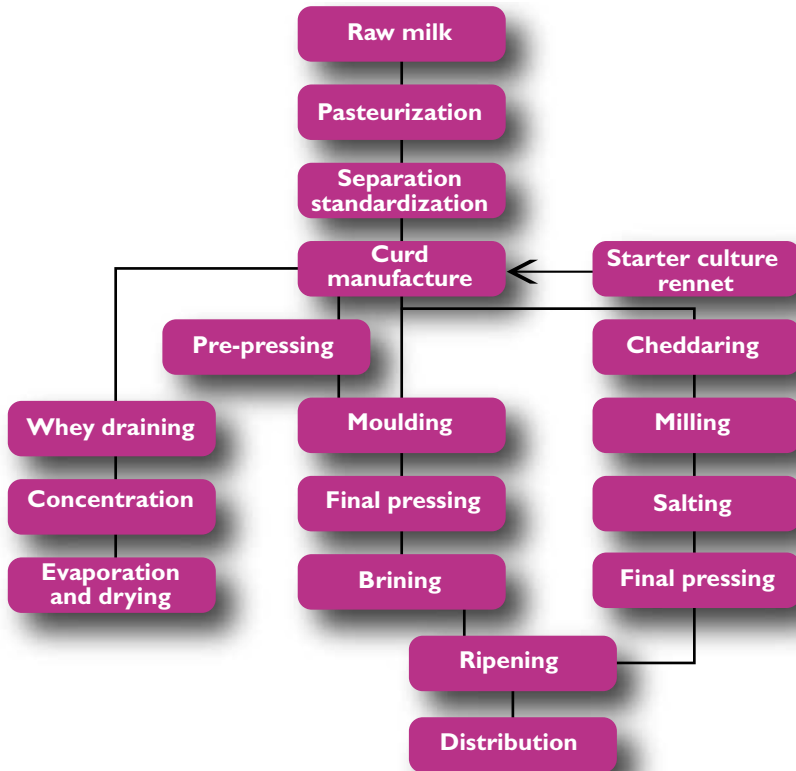 Raw milk
Pasteurization
Separation
standardization
Curd
manufacture
Starter culture
rennet
Pre-pressing
Cheddaring
Whey draining
Moulding
Milling
Concentration
Final pressing
Salting
Evaporation
and drying
Brining
Final pressing
Ripening
Distribution